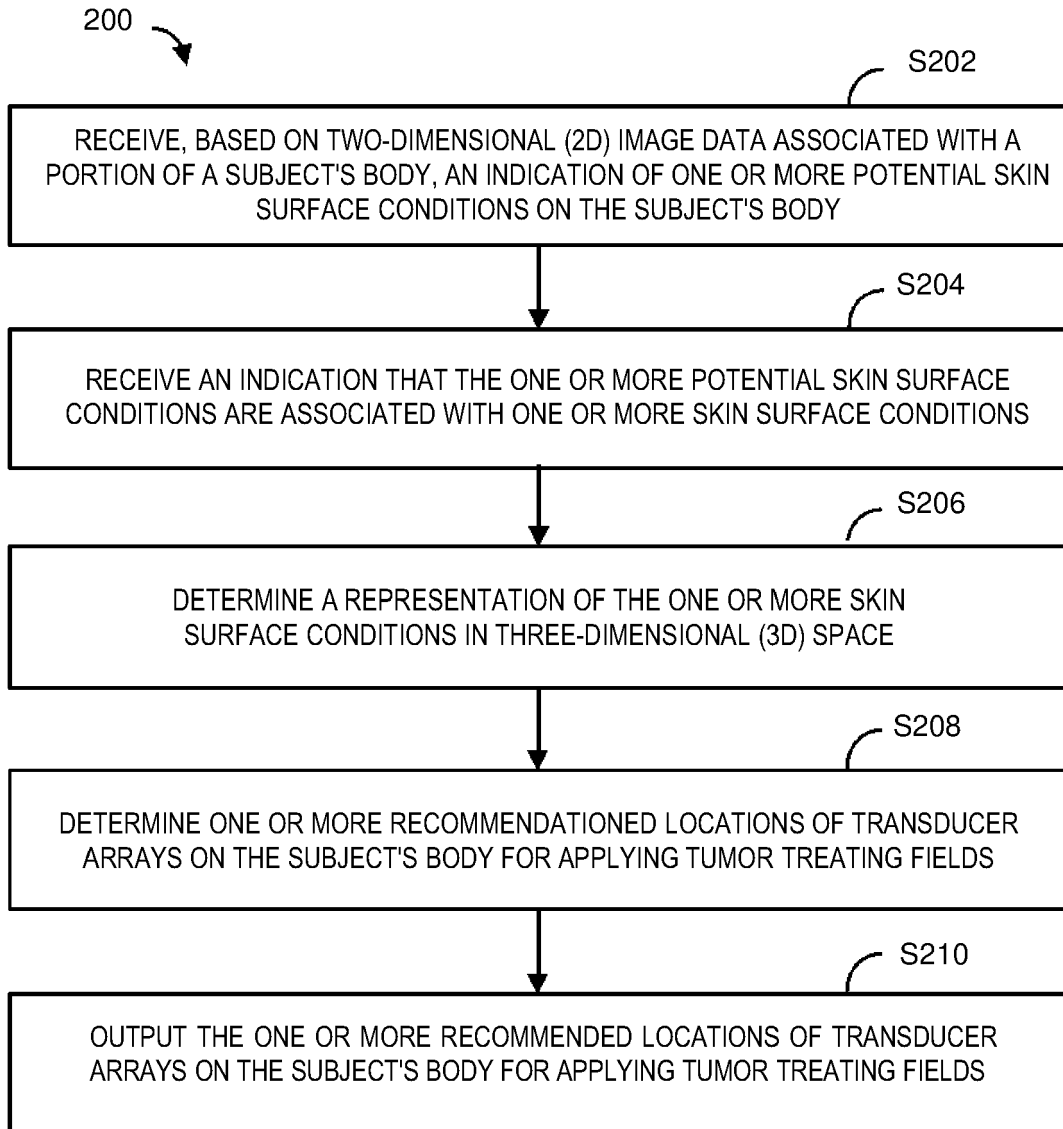 200
S202
RECEIVE, BASED ON TWO-DIMENSIONAL (2D) IMAGE DATA ASSOCIATED WITH A
PORTION OF A SUBJECT'S BODY, AN INDICATION OF ONE OR MORE POTENTIAL SKIN
SURFACE CONDITIONS ON THE SUBJECT'S BODY
S204
RECEIVE AN INDICATION THAT THE ONE OR MORE POTENTIAL SKIN SURFACE
CONDITIONS ARE ASSOCIATED WITH ONE OR MORE SKIN SURFACE CONDITIONS
S206
DETERMINE A REPRESENTATION OF THE ONE OR MORE SKIN
SURFACE CONDITIONS IN THREE-DIMENSIONAL (3D) SPACE
S208
DETERMINE ONE OR MORE RECOMMENDATIONED LOCATIONS OF TRANSDUCER
ARRAYS ON THE SUBJECT'S BODY FOR APPLYING TUMOR TREATING FIELDS
S210
OUTPUT THE ONE OR MORE RECOMMENDED LOCATIONS OF TRANSDUCER
ARRAYS ON THE SUBJECT'S BODY FOR APPLYING TUMOR TREATING FIELDS